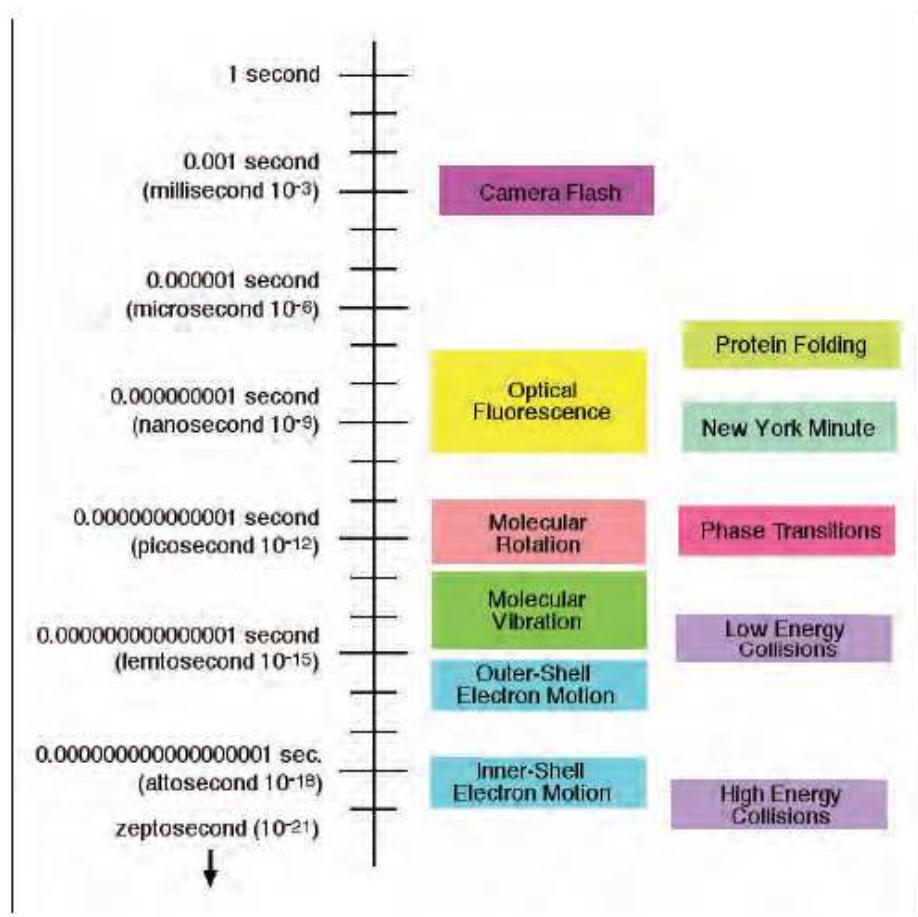 1 second
0.001 second
(millisecond 10⁻³)
Camera Flash
0.000001 second
(microsecond 10⁻⁶)
Protein Folding
0.000000001 second
(nanosecond 10⁻⁹)
Optical
Fluorescence
New York Minute
0.000000000001 second
(picosecond 10⁻¹²)
Molecular
Rotation
Phase Transitions
Molecular
Vibration
0.000000000000001 second
(femtosecond 10⁻¹⁵)
Low Energy
Collisions
Outer-Shell
Electron Motion
0.000000000000000001 sec.
(attosecond 10⁻¹⁸)
Inner-Shell
Electron Motion
zeptosecond (10⁻²¹)
High Energy
Collisions